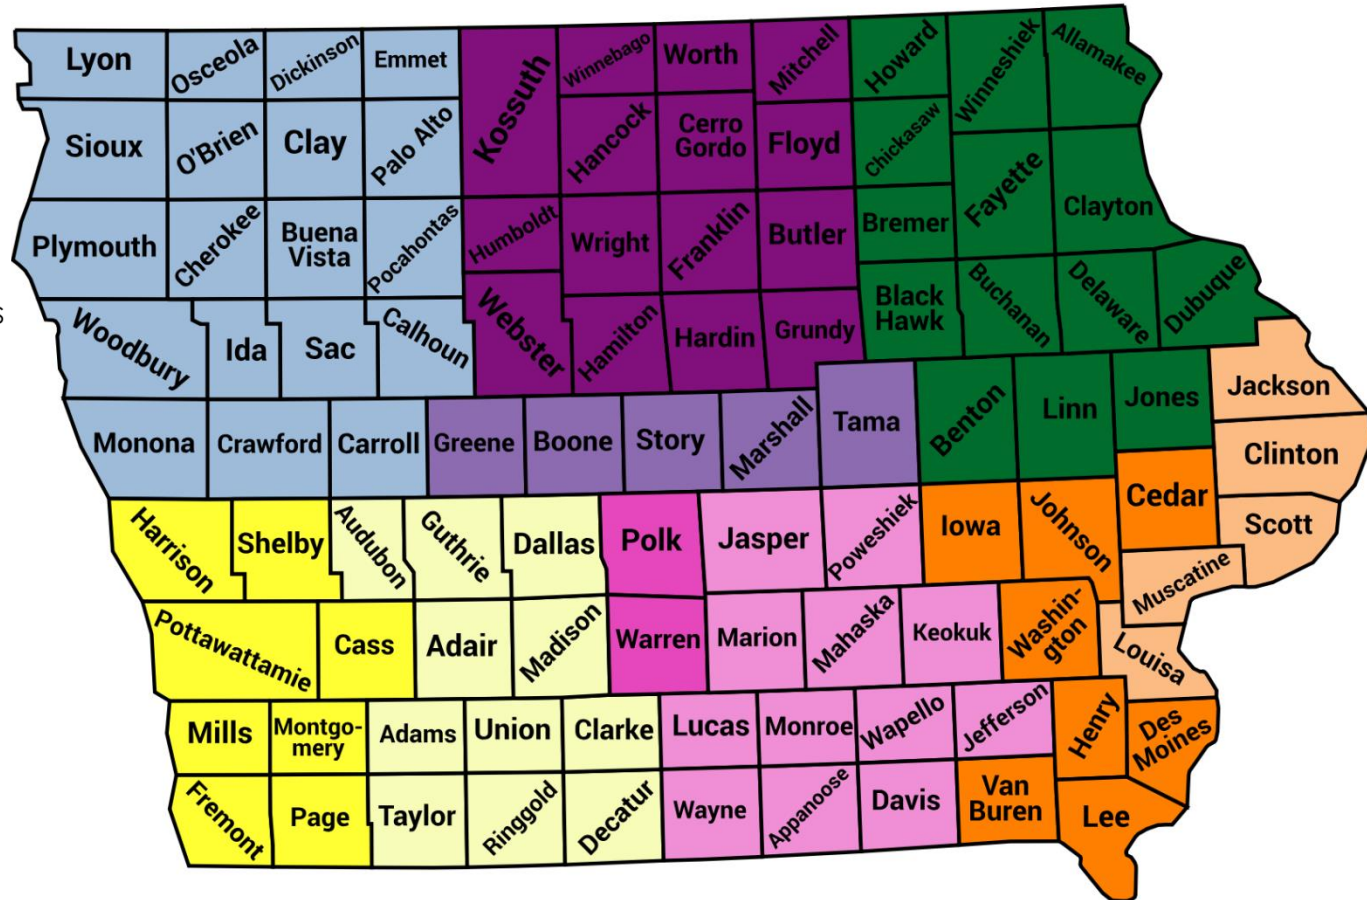 Lyon
Osceola
Dickinson
Emmet
Kossuth
Winnebago
Worth
Mitchell
Howard
Winneshiek
Allamakee
Sioux
O'Brien
Clay
Palo Alto
Hancock
Cerro
Gordo
Floyd
Chickasaw
Fayette
Clayton
Plymouth
Cherokee
Buena
Vista
Pocahontas
Humboldt
Wright
Franklin
Butler
Bremer
s
Woodbury
Ida
Sac
Calhoun
Webster
Hamilton
Hardin
Grundy
Black
Hawk
Buchanan
Delaware
Dubuque
Monona
Crawford
Carroll
Greene
Boone
Story
Marshall
Tama
Benton
Linn
Jones
Jackson
Clinton
Harrison
Shelby
Audubon
Guthrie
Dallas
Polk
Jasper
Poweshiek
Iowa
Johnson
Cedar
Scott
Muscatine
Pottawattamie
Cass
Adair
Madison
Warren
Marion
Mahaska
Keokuk
Washin-
gton
Louisa
Mills
Montgo-
mery
Adams
Union
Clarke
Lucas
Monroe
Wapello
Jefferson
Henry
Des
Moines
Fremont
Page
Taylor
Ringgold
Decatur
Wayne
Appanoose
Davis
Van
Buren
Lee